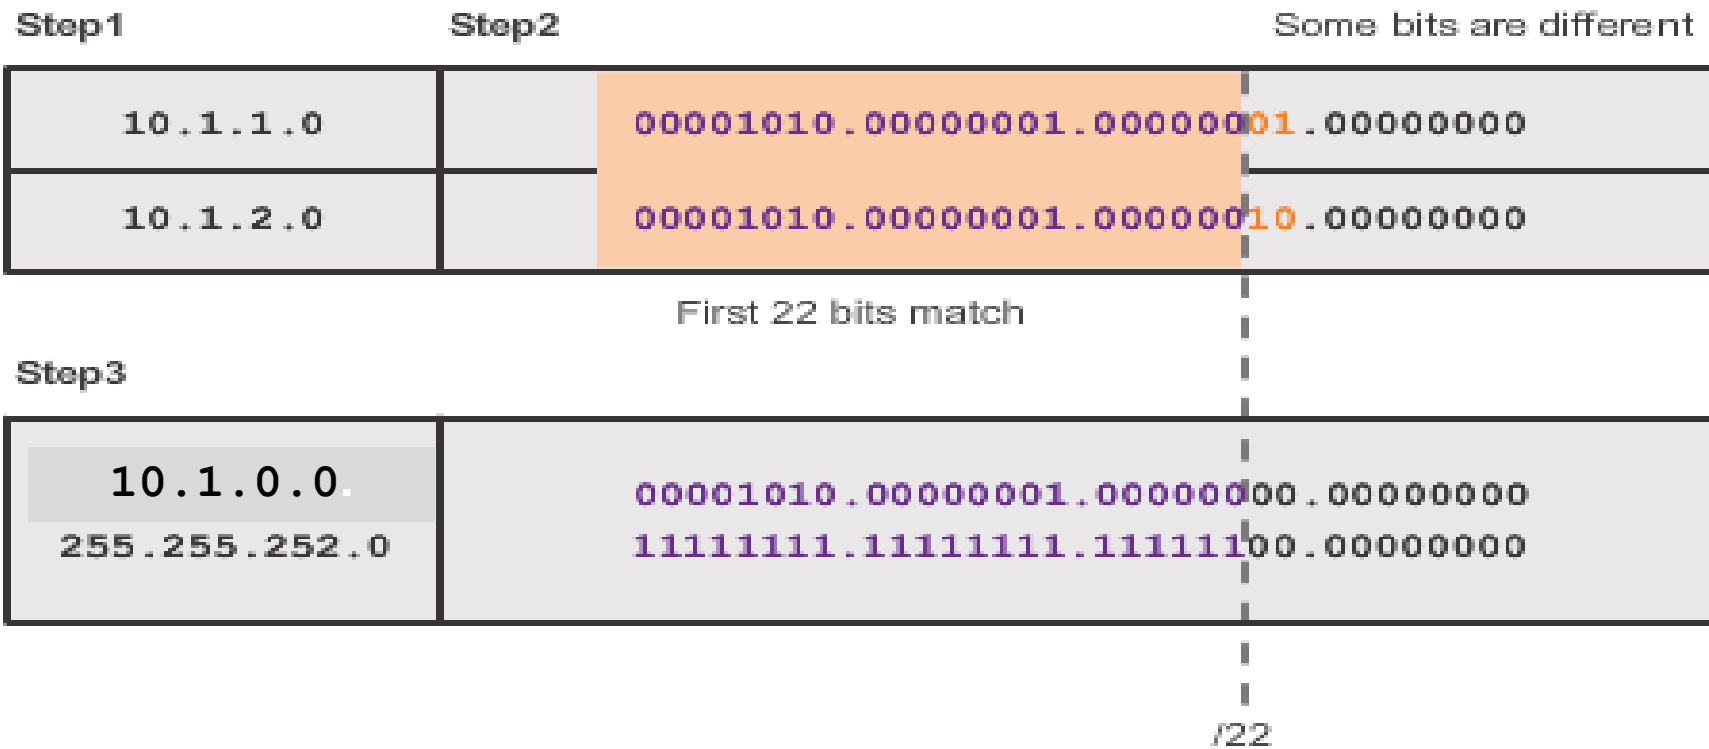 Step1 Step2 Some bits are different
10.1.1.0 00001010.00000001.00000001.00000000
10.1.2.0 00001010.00000001.00000010.00000000
First 22 bits match
Step3
10.1.0.0. 00001010.00000001.00000000.00000000
255.255.252.0 11111111.11111111.11111100.00000000
/22